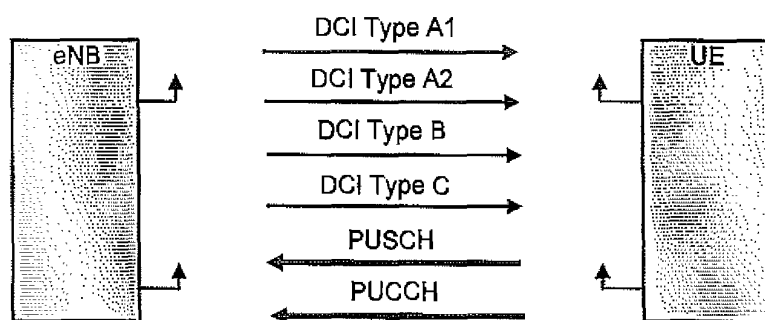 DCI Type A1
eNB
UE
DCI Type A2
DCI Type B
DCI Type C
PUSCH
PUCCH